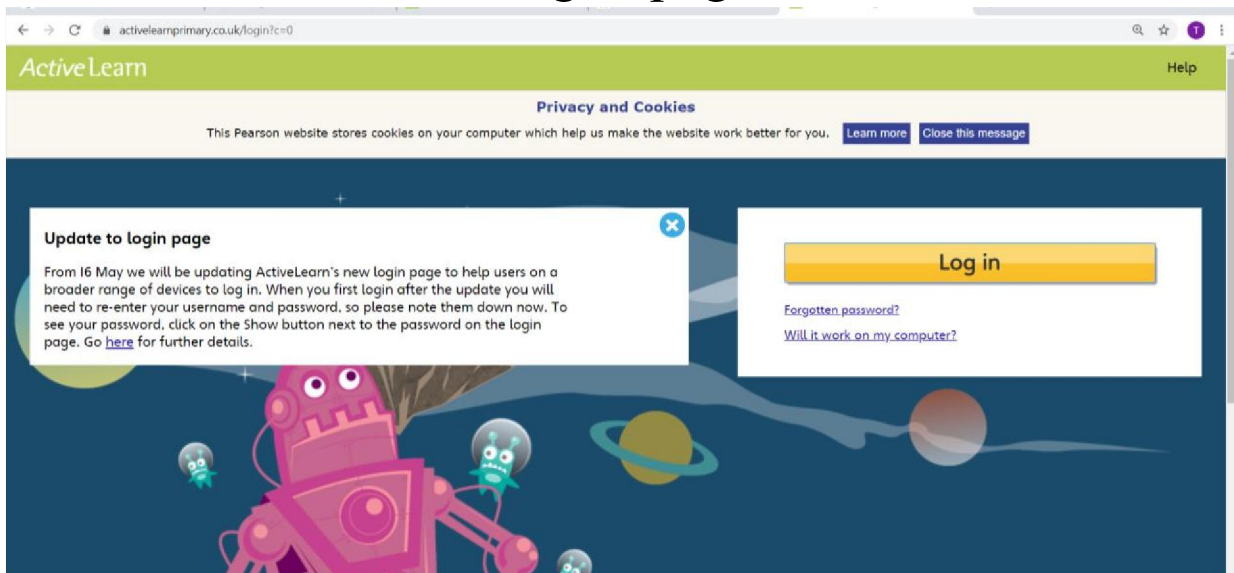 activelearnprimary.co.uk/login?c=0
T
ActiveLearn
Help
Privacy and Cookies
This Pearson website stores cookies on your computer which help us make the website work better for you. Learn more Close this message
Update to login page
From 16 May we will be updating ActiveLearn's new login page to help users on a
broader range of devices to log in. When you first login after the update you will
need to re-enter your username and password, so please note them down now. To
see your password, click on the Show button next to the password on the login
page. Go here for further details.
Log in
Forgotten password?
Will it work on my computer?